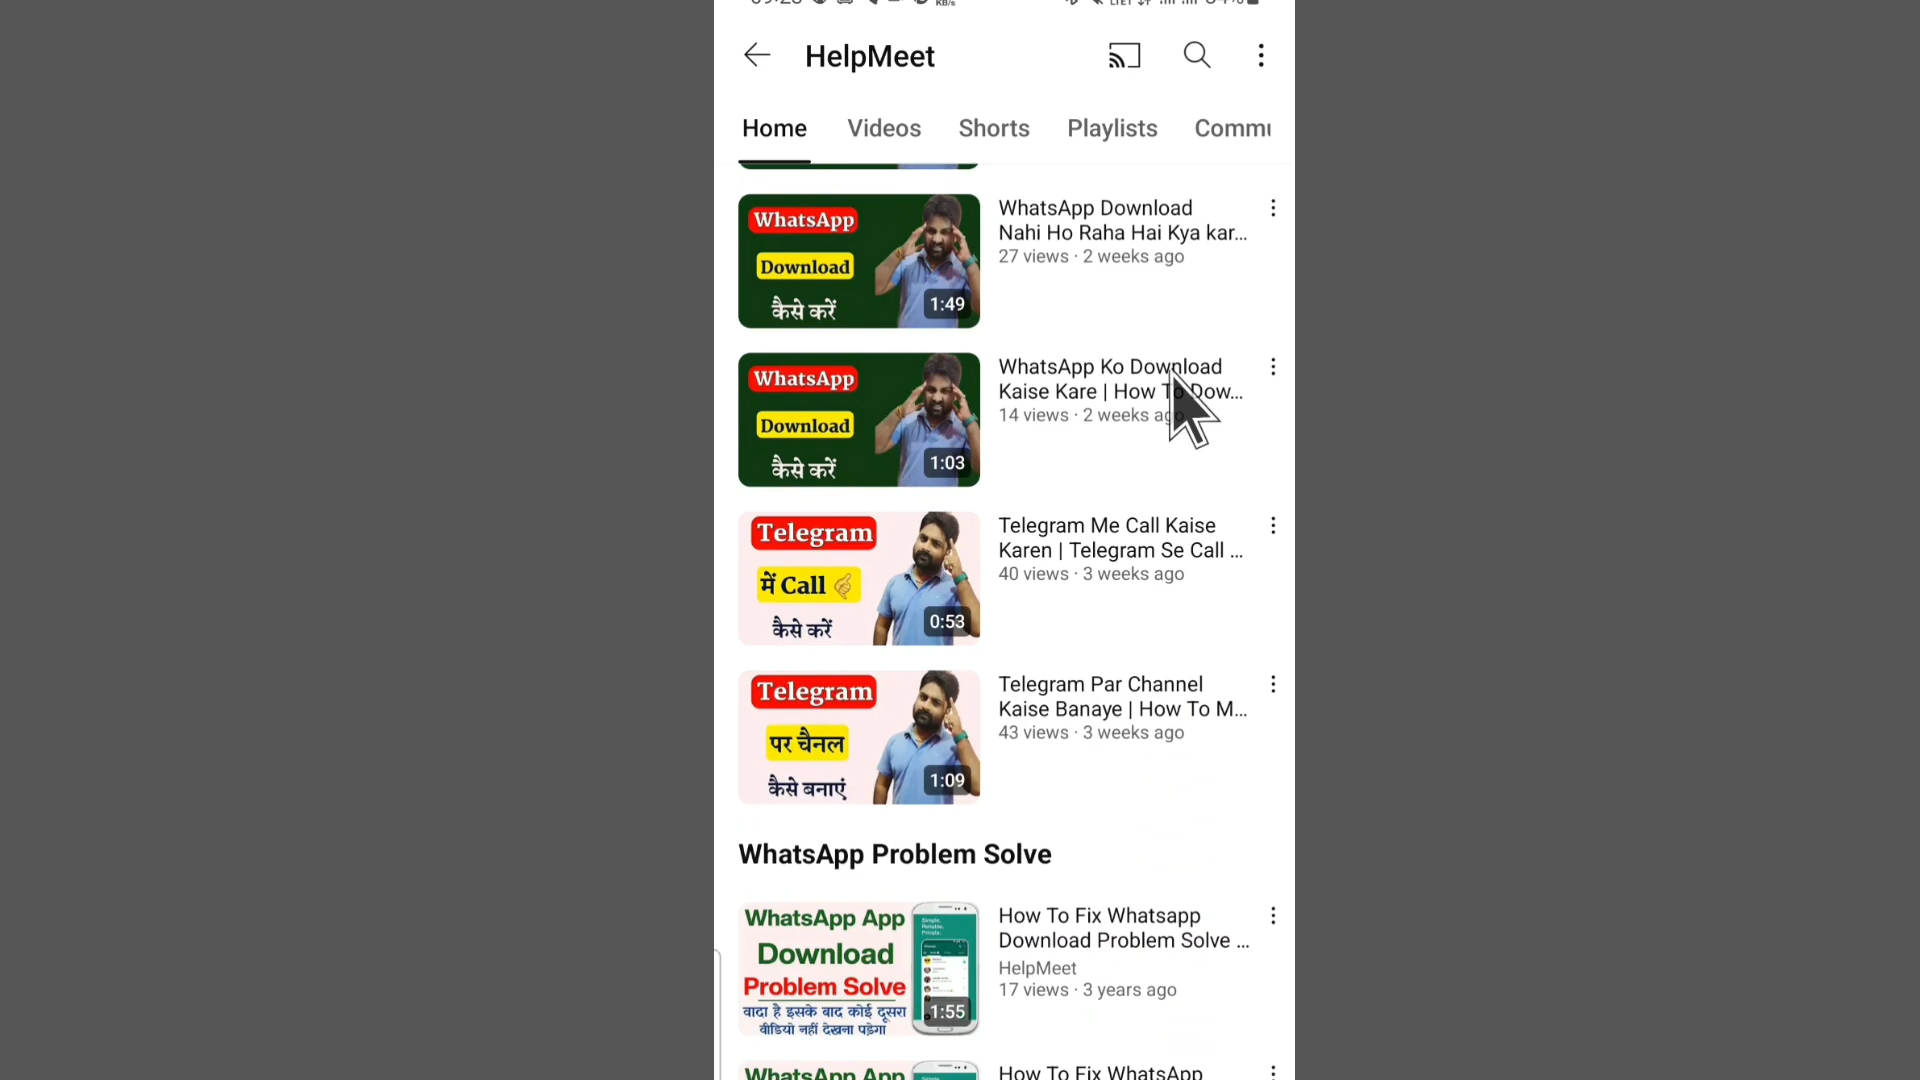 KB/s
HelpMeet
Home Videos Shorts Playlists Commu
WhatsApp
Download
कैसे करें
1:49
WhatsApp Download
Nahi Ho Raha Hai Kya kar...
27 views · 2 weeks ago
WhatsApp
Download
कैसे करें
1:03
WhatsApp Ko Download
Kaise Kare | How To Dow...
14 views · 2 weeks ago
Telegram
में Call
कैसे करें
0:53
Telegram Me Call Kaise
Karen | Telegram Se Call ...
40 views · 3 weeks ago
Telegram
पर चैनल
कैसे बनाएं
1:09
Telegram Par Channel
Kaise Banaye | How To M...
43 views · 3 weeks ago
WhatsApp Problem Solve
WhatsApp App
Download
Problem Solve
वादा है इसके बाद कोई दूसरा
वीडियो नहीं देखना पड़ेगा
Simple.
Reliable.
Private.
1:55
How To Fix Whatsapp
Download Problem Solve ...
HelpMeet
17 views · 3 years ago
WhatsApp App
How To Fix WhatsApp